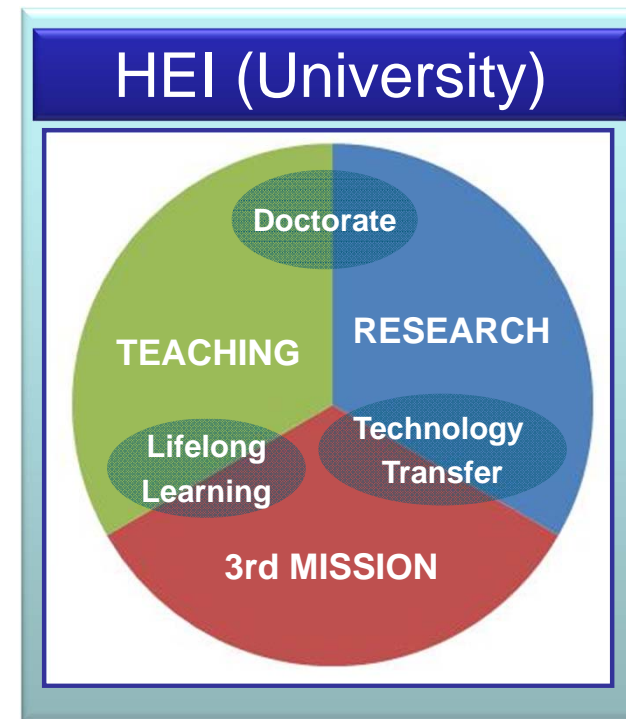 HEI (University)
Doctorate
RESEARCH
TEACHING
Technology
Transfer
Lifelong
Learning
3rd MISSION